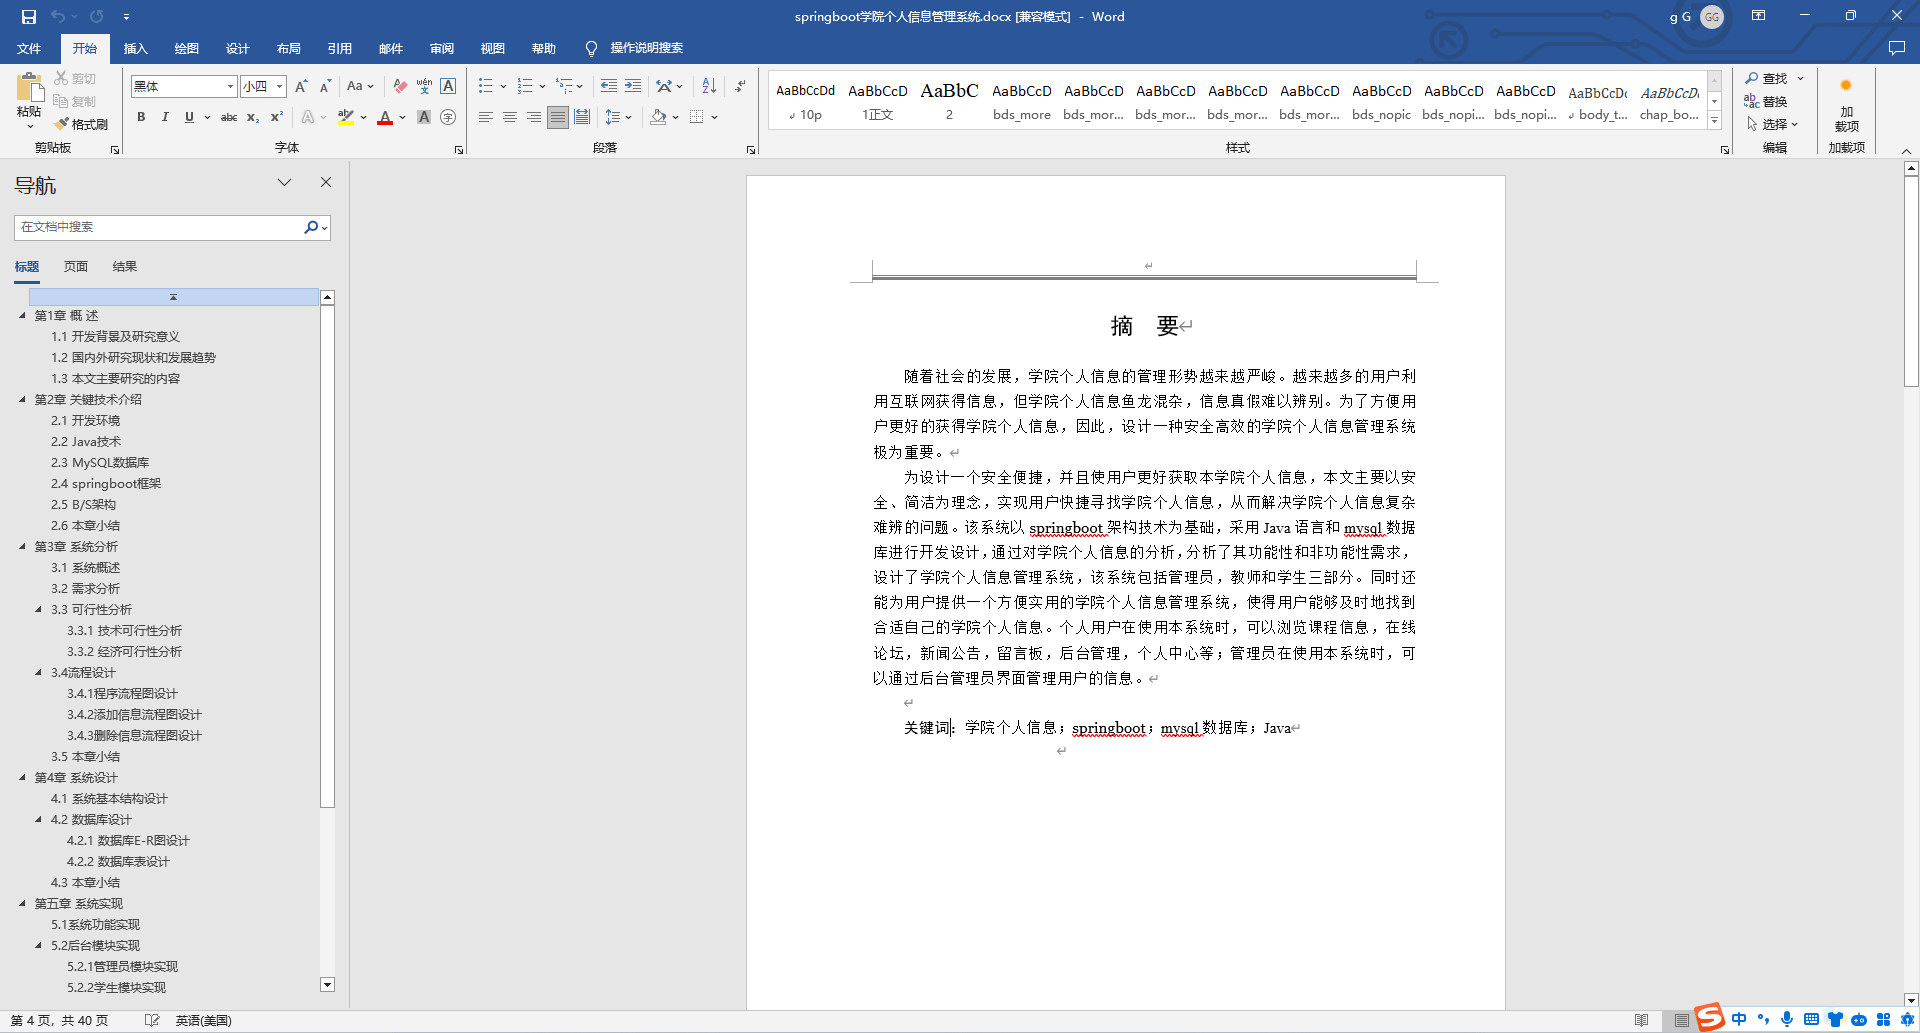 springboot学院个人信息管理系统.docx [兼容模式] - Word
g G
GG
文件 开始 插入 绘图 设计 布局 引用 邮件 审阅 视图 帮助 操作说明搜索
粘贴
剪切
复制
格式刷
剪贴板
黑体 小四
字体
段落
AaBbCcDd AaBbCcD AaBbC AaBbCcD AaBbCcD AaBbCcD AaBbCcD AaBbCcD AaBbCcD AaBbCcD AaBbCcD AaBbCcDc AaBbCcD
10p 1正文 2 bds_more bds_mor... bds_mor... bds_mor... bds_mor... bds_nopic bds_nopi... bds_nopi... body_t... chap_bo...
样式
查找
替换
选择
编辑
加
载项
加载项
导航
在文档中搜索
标题 页面 结果
第1章 概 述
1.1 开发背景及研究意义
1.2 国内外研究现状和发展趋势
1.3 本文主要研究的内容
第2章 关键技术介绍
2.1 开发环境
2.2 Java技术
2.3 MySQL数据库
2.4 springboot框架
2.5 B/S架构
2.6 本章小结
第3章 系统分析
3.1 系统概述
3.2 需求分析
3.3 可行性分析
3.3.1 技术可行性分析
3.3.2 经济可行性分析
3.4流程设计
3.4.1程序流程图设计
3.4.2添加信息流程图设计
3.4.3删除信息流程图设计
3.5 本章小结
第4章 系统设计
4.1 系统基本结构设计
4.2 数据库设计
4.2.1 数据库E-R图设计
4.2.2 数据库表设计
4.3 本章小结
第五章 系统实现
5.1系统功能实现
5.2后台模块实现
5.2.1管理员模块实现
5.2.2学生模块实现
摘 要
随着社会的发展，学院个人信息的管理形势越来越严峻。越来越多的用户利
用互联网获得信息，但学院个人信息鱼龙混杂，信息真假难以辨别。为了方便用
户更好的获得学院个人信息，因此，设计一种安全高效的学院个人信息管理系统
极为重要。
为设计一个安全便捷，并且使用户更好获取本学院个人信息，本文主要以安
全、简洁为理念，实现用户快捷寻找学院个人信息，从而解决学院个人信息复杂
难辨的问题。该系统以 springboot 架构技术为基础，采用 Java 语言和 mysql 数据
库进行开发设计，通过对学院个人信息的分析，分析了其功能性和非功能性需求，
设计了学院个人信息管理系统，该系统包括管理员，教师和学生三部分。同时还
能为用户提供一个方便实用的学院个人信息管理系统，使得用户能够及时地找到
合适自己的学院个人信息。个人用户在使用本系统时，可以浏览课程信息，在线
论坛，新闻公告，留言板，后台管理，个人中心等；管理员在使用本系统时，可
以通过后台管理员界面管理用户的信息。
关键词：学院个人信息；springboot；mysql 数据库；Java
第 4 页，共 40 页 英语(美国)
中